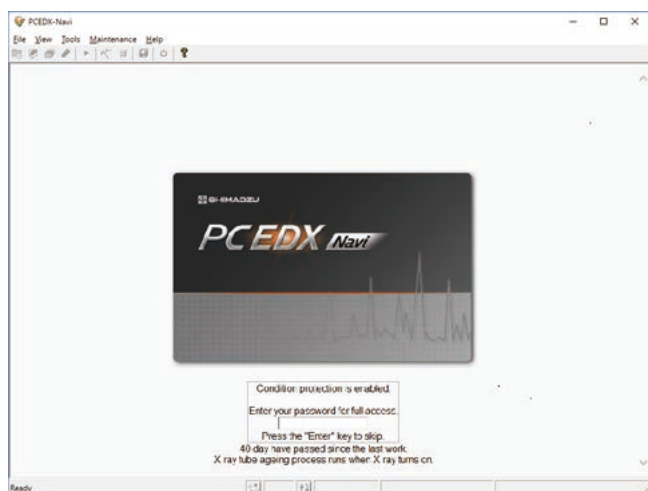 PCEDX-Navi
File View Tools Maintenance Help
SHIMADZU
PCEDX Navi
Condition protection is enabled.
Enter your password for full access.
Press the "Enter" key to skip.
40 day have passed since the last work.
X ray tube ageing process runs when X ray turns on.
Ready